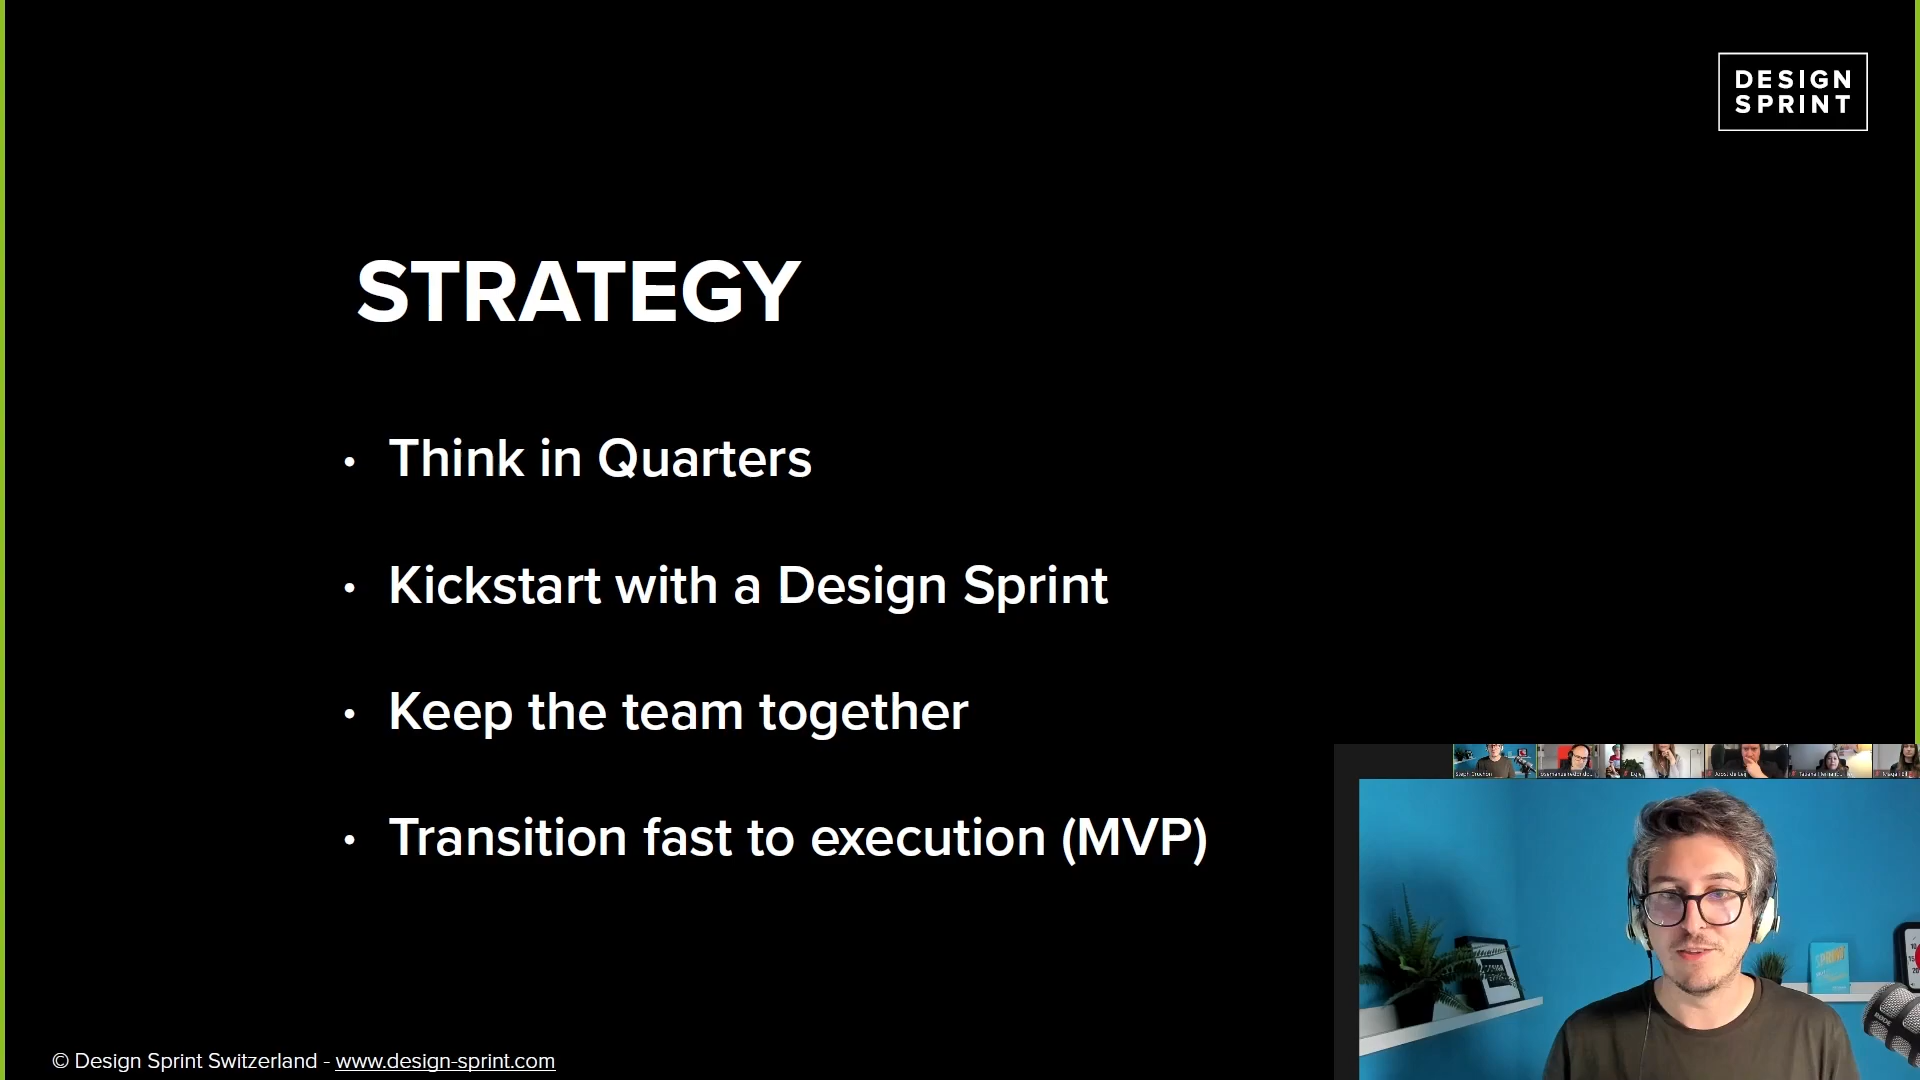 DESIGN
SPRINT
STRATEGY
• Think in Quarters
• Kickstart with a Design Sprint
• Keep the team together
• Transition fast to execution (MVP)
SPRINT
© Design Sprint Switzerland - www.design-sprint.com